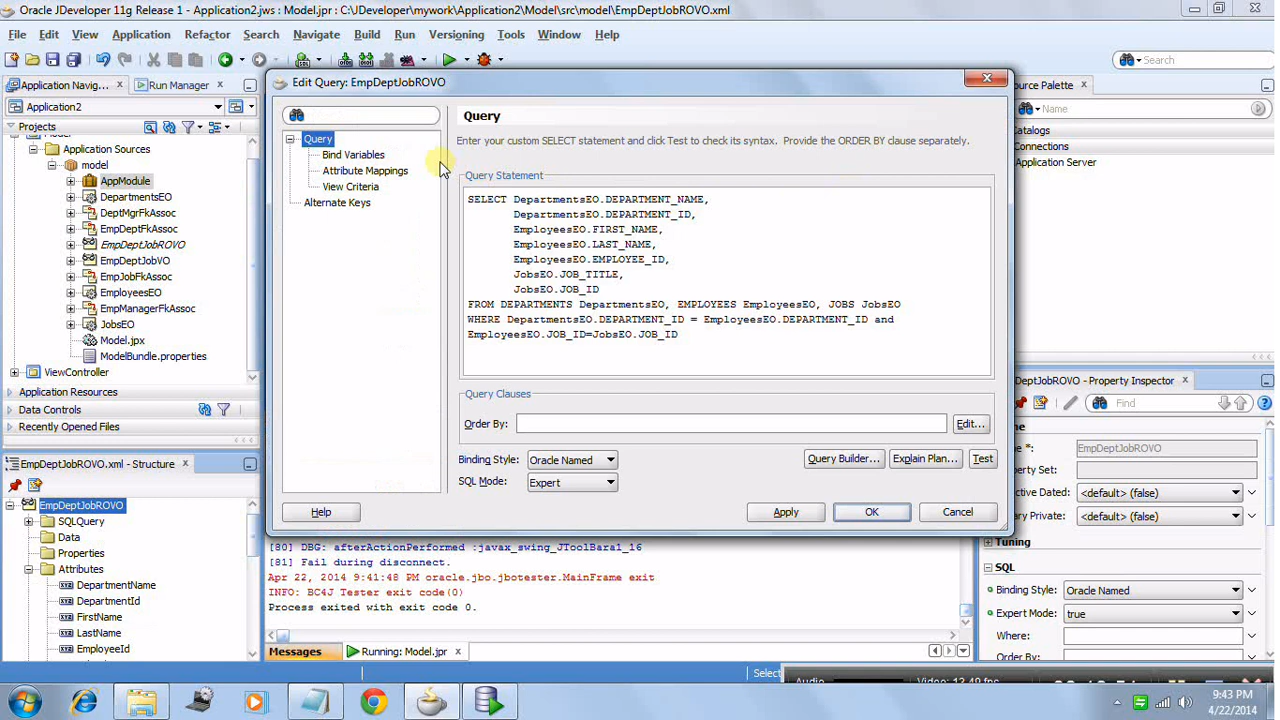 Oracle JDeveloper 11g Release 1 - Application2.jws : Model.jpr : C:\JDeveloper\mywork\Application2\Model\src\model\EmpDeptJobROVO.xml
File Edit View Application Refactor Search Navigate Build Run Versioning Tools Window Help
Search
Application Navig...
Run Manager
Application2
Projects
Application Sources
model
AppModule
DepartmentsEO
DeptMgrFkAssoc
EmpDeptFkAssoc
EmpDeptJobROVO
EmpDeptJobVO
EmpJobFkAssoc
EmployeesEO
EmpManagerFkAssoc
JobsEO
Model.jpx
ModelBundle.properties
ViewController
Application Resources
Data Controls
Recently Opened Files
EmpDeptJobROVO.xml - Structure
EmpDeptJobROVO
SQLQuery
Data
Properties
Attributes
DepartmentName
DepartmentId
FirstName
LastName
EmployeeId
Edit Query: EmpDeptJobROVO
Query
Bind Variables
Attribute Mappings
View Criteria
Alternate Keys
Query
Enter your custom SELECT statement and click Test to check its syntax. Provide the ORDER BY clause separately.
Query Statement
SELECT DepartmentsEO.DEPARTMENT_NAME,
DepartmentsEO.DEPARTMENT_ID,
EmployeesEO.FIRST_NAME,
EmployeesEO.LAST_NAME,
EmployeesEO.EMPLOYEE_ID,
JobsEO.JOB_TITLE,
JobsEO.JOB_ID
FROM DEPARTMENTS DepartmentsEO, EMPLOYEES EmployeesEO, JOBS JobsEO
WHERE DepartmentsEO.DEPARTMENT_ID = EmployeesEO.DEPARTMENT_ID and
EmployeesEO.JOB_ID=JobsEO.JOB_ID
Query Clauses
Order By:
Edit...
Binding Style: Oracle Named
Query Builder... Explain Plan... Test
SQL Mode: Expert
Help Apply OK Cancel
[80] DBG: afterActionPerformed :javax_swing_JToolBara1_16
[81] Fail during disconnect.
Apr 22, 2014 9:41:48 PM oracle.jbo.jbotester.MainFrame exit
INFO: BC4J Tester exit code(0)
Process exited with exit code 0.
Messages
Running: Model.jpr
Select
Palette
Name
Connections
Application Server
Property Inspector
Find
EmpDeptJobROVO
<default> (false)
<default> (false)
Tuning
SQL
Binding Style: Oracle Named
Expert Mode: true
Where:
Order By:
9:43 PM
4/22/2014